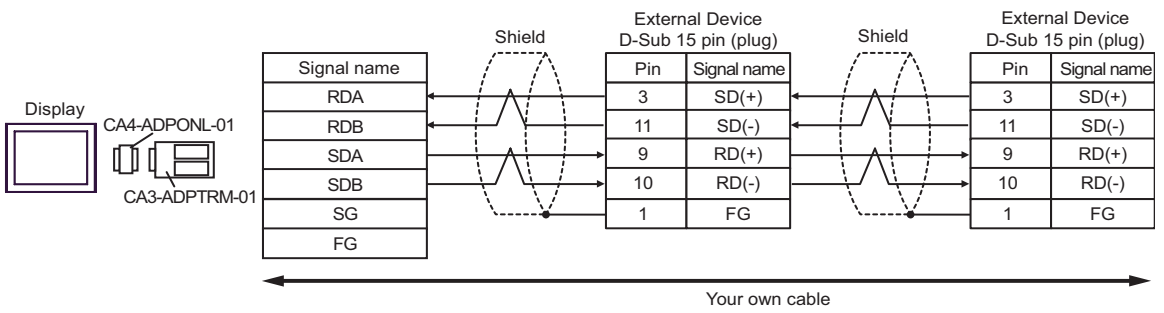 External Device
D-Sub 15 pin (plug)
External Device
D-Sub 15 pin (plug)
Shield
Shield
Signal name
Pin Signal name
Pin Signal name
RDA
3 SD(+)
3 SD(+)
Display
CA4-ADPONL-01
RDB
11 SD(-)
11 SD(-)
SDA
9 RD(+)
9 RD(+)
CA3-ADPTRM-01
SDB
10 RD(-)
10 RD(-)
SG
1 FG
1 FG
FG
Your own cable